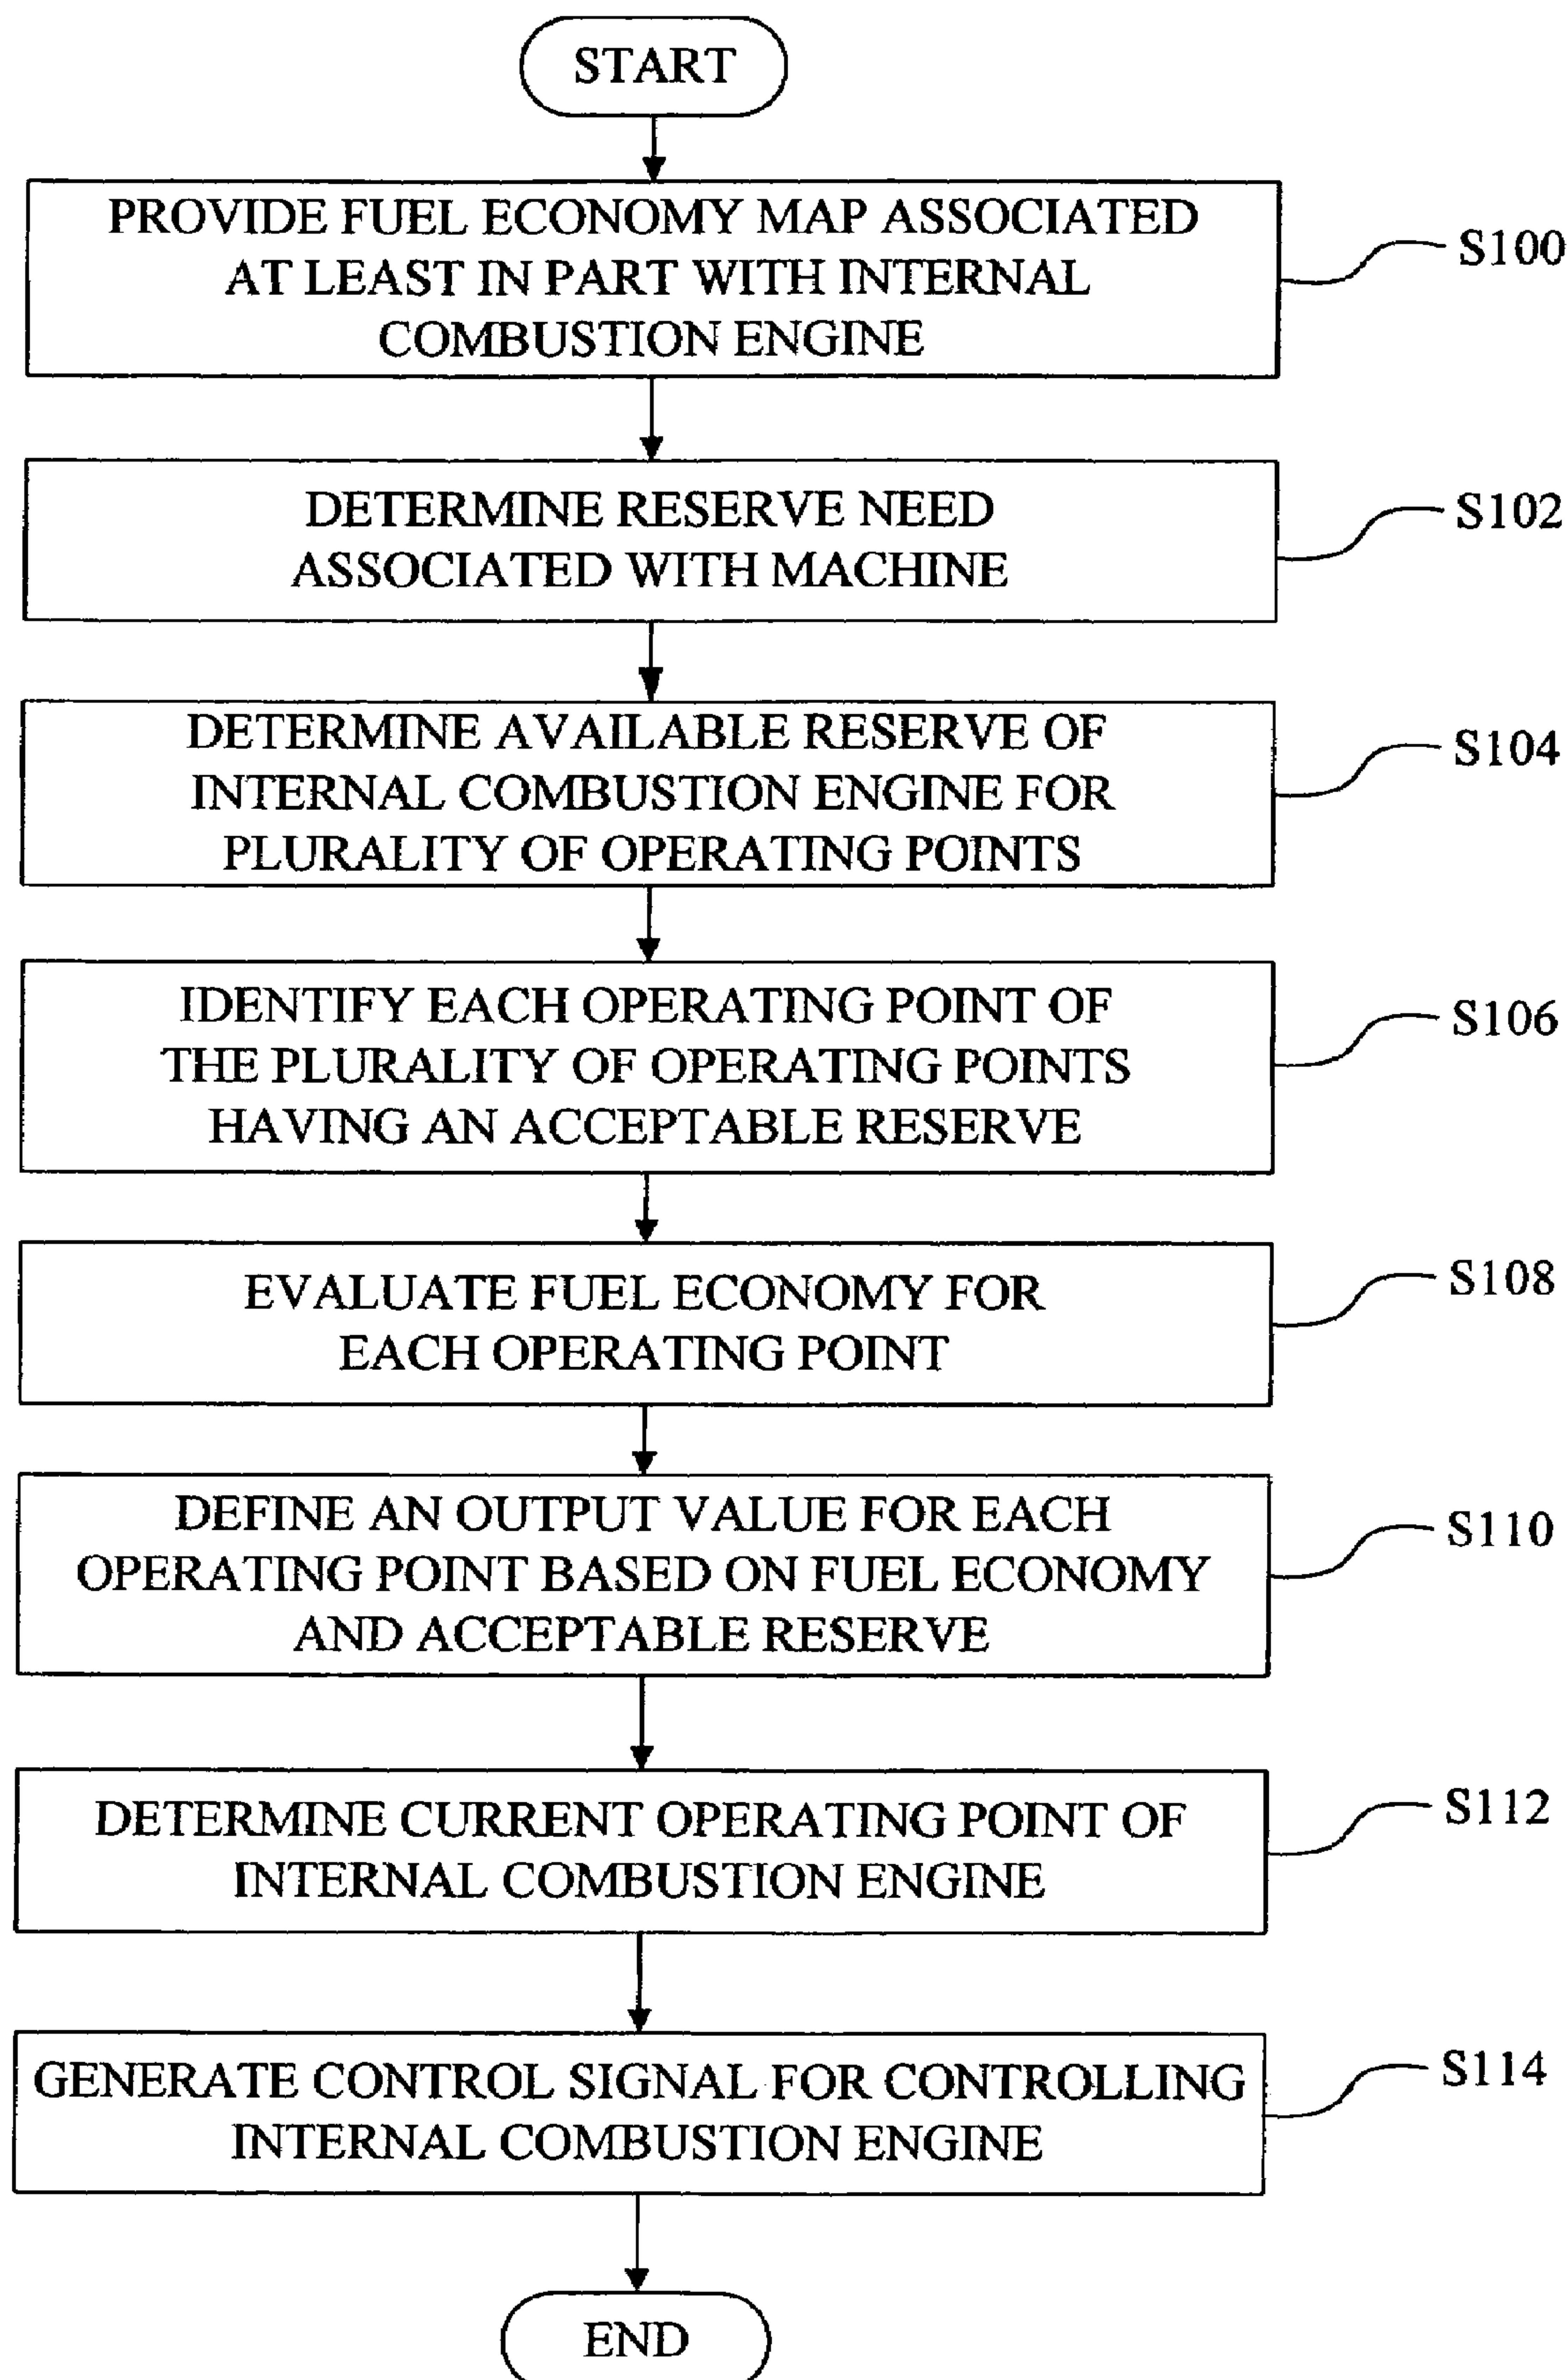 START
PROVIDE FUEL ECONOMY MAP ASSOCIATED
AT LEAST IN PART WITH INTERNAL
COMBUSTION ENGINE
S100
DETERMINE RESERVE NEED
ASSOCIATED WITH MACHINE
S102
DETERMINE AVAILABLE RESERVE OF
INTERNAL COMBUSTION ENGINE FOR
PLURALITY OF OPERATING POINTS
S104
IDENTIFY EACH OPERATING POINT OF
THE PLURALITY OF OPERATING POINTS
HAVING AN ACCEPTABLE RESERVE
S106
EVALUATE FUEL ECONOMY FOR
EACH OPERATING POINT
S108
DEFINE AN OUTPUT VALUE FOR EACH
OPERATING POINT BASED ON FUEL ECONOMY
AND ACCEPTABLE RESERVE
S110
DETERMINE CURRENT OPERATING POINT OF
INTERNAL COMBUSTION ENGINE
S112
GENERATE CONTROL SIGNAL FOR CONTROLLING
INTERNAL COMBUSTION ENGINE
S114
END